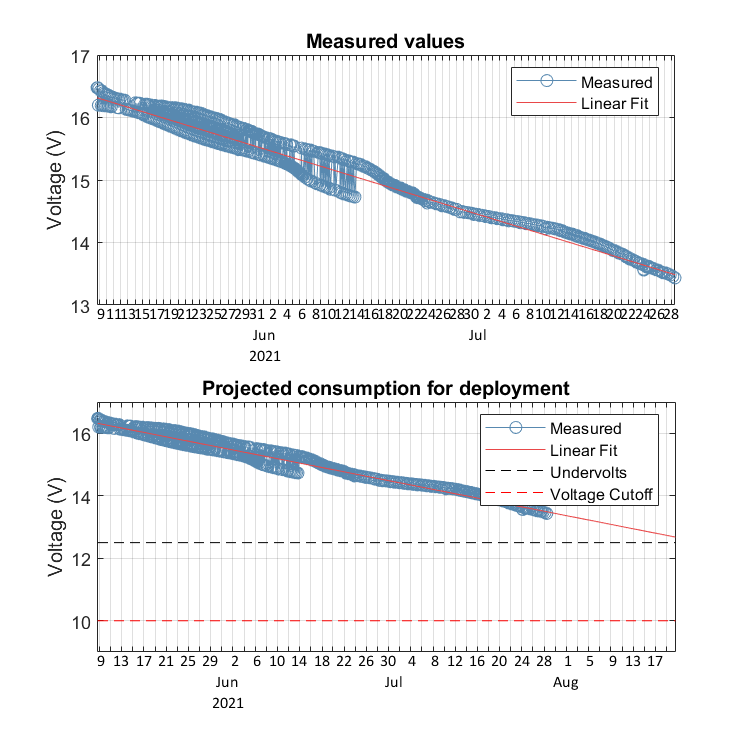 Measured values
17
16
15
14
13
Voltage (V)
Measured
Linear Fit
9 11 13 15 17 19 21 23 25 27 29 31 2 4 6 8 10 12 14 16 18 20 22 24 26 28 30 2 4 6 8 10 12 14 16 18 20 22 24 26 28
Jun Jul
2021
Projected consumption for deployment
16
14
12
10
Voltage (V)
Measured
Linear Fit
Undervolts
Voltage Cutoff
9 13 17 21 25 29 2 6 10 14 18 22 26 30 4 8 12 16 20 24 28 1 5 9 13 17
Jun Jul Aug
2021